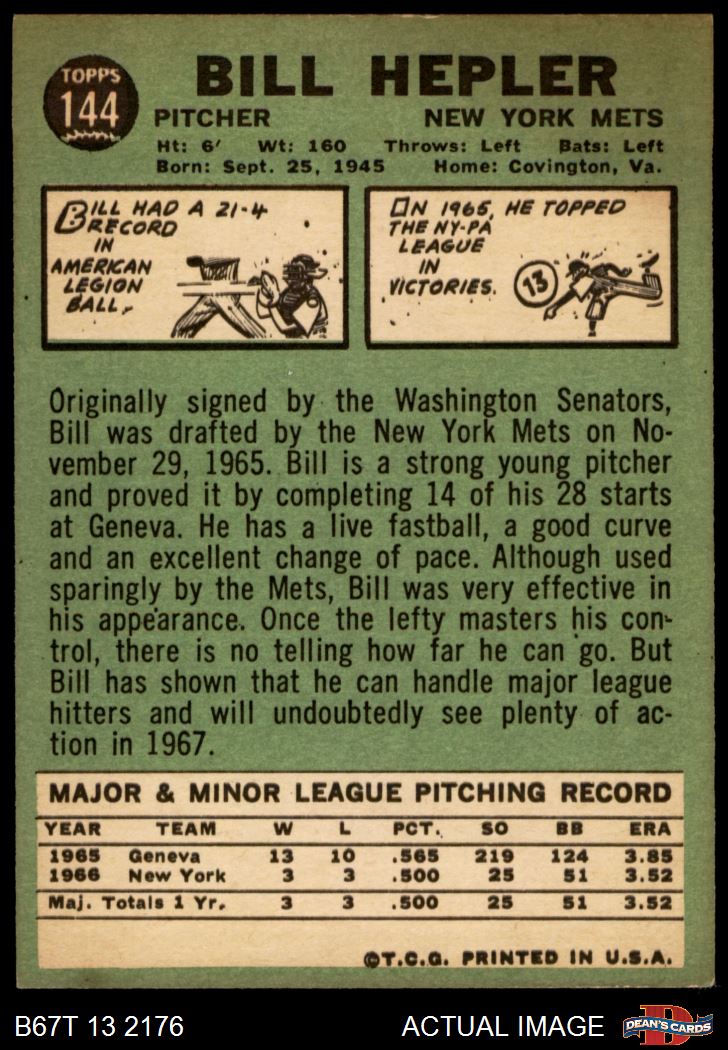 TOPPS
144
BILL HEPLER
PITCHER NEW YORK METS
Ht: 6' Wt: 160 Throws: Left Bats: Left
Born: Sept. 25, 1945 Home: Covington, Va.
BILL HAD A 21-4
RECORD
IN
AMERICAN
LEGION
BALL.
IN 1965, HE TOPPED
THE NY-PA
LEAGUE
IN
VICTORIES.
13
Originally signed by the Washington Senators,
Bill was drafted by the New York Mets on No-
vember 29, 1965. Bill is a strong young pitcher
and proved it by completing 14 of his 28 starts
at Geneva. He has a live fastball, a good curve
and an excellent change of pace. Although used
sparingly by the Mets, Bill was very effective in
his appearance. Once the lefty masters his con-
trol, there is no telling how far he can go. But
Bill has shown that he can handle major league
hitters and will undoubtedly see plenty of ac-
tion in 1967.
MAJOR & MINOR LEAGUE PITCHING RECORD
YEAR TEAM W L PCT. SO BB ERA
1965 Geneva 13 10 .565 219 124 3.85
1966 New York 3 3 .500 25 51 3.52
Maj. Totals 1 Yr. 3 3 .500 25 51 3.52
©T.C.G. PRINTED IN U.S.A.
B67T 13 2176 ACTUAL IMAGE
D
DEAN'S CARDS